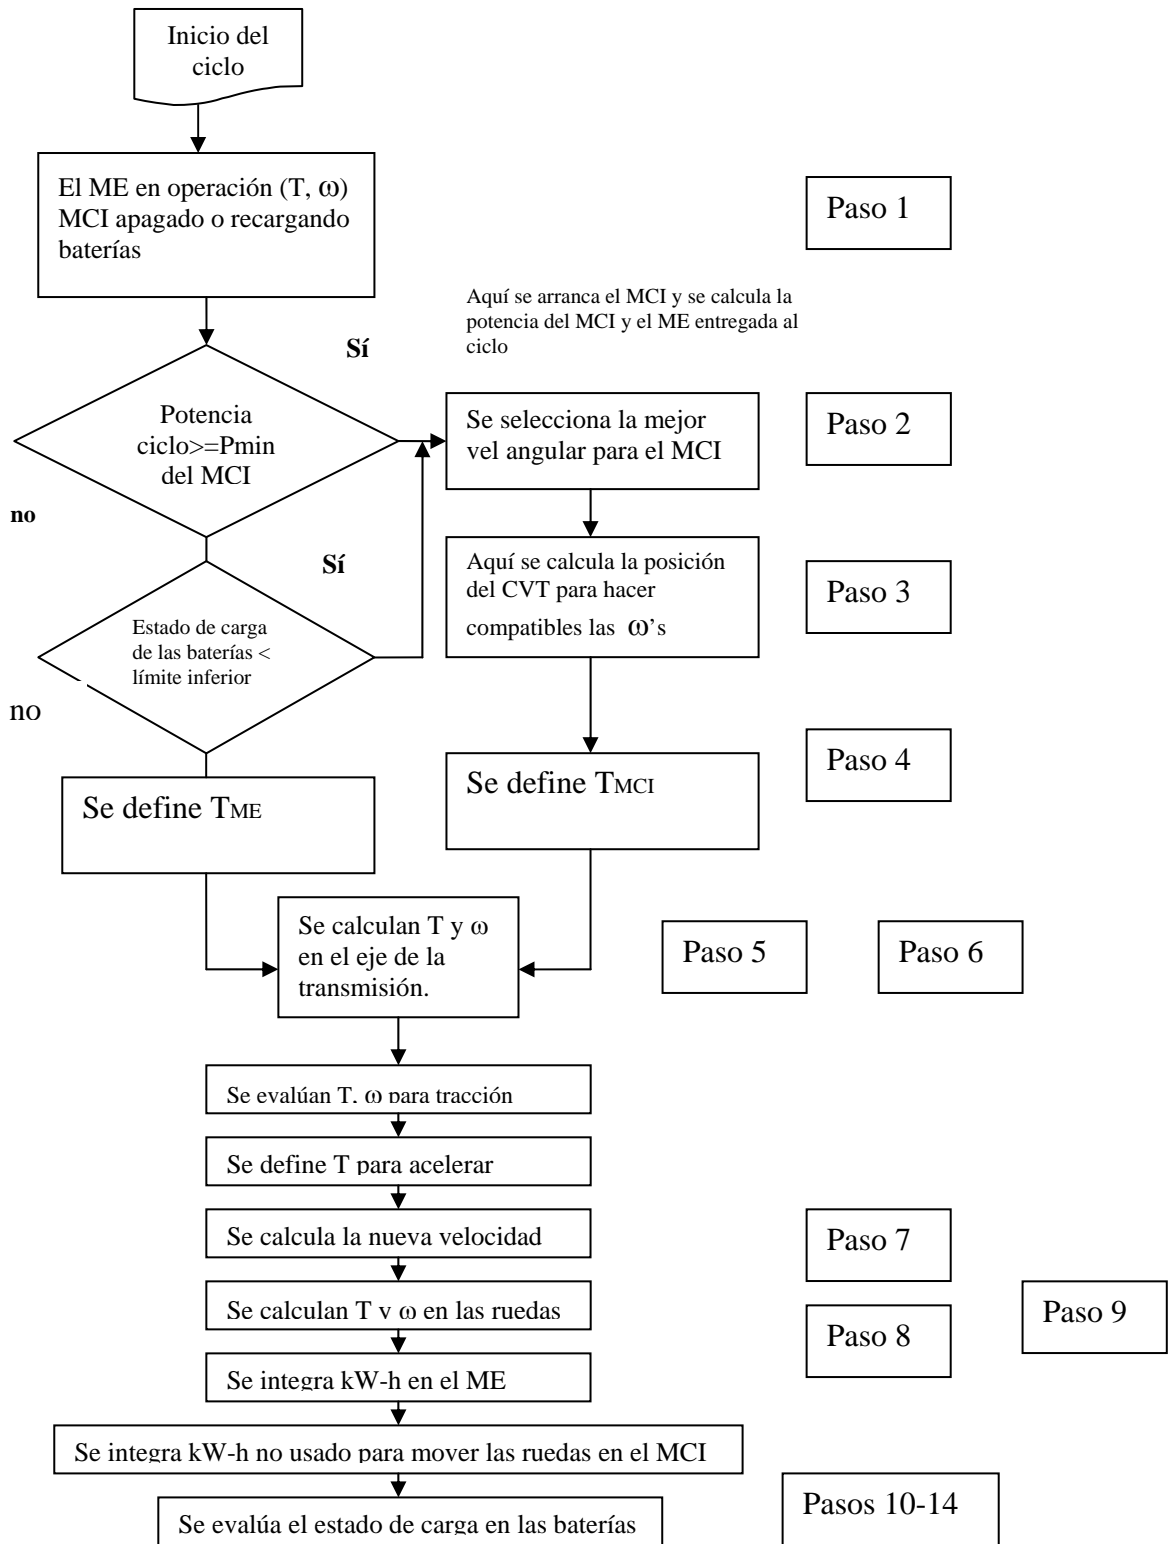 Inicio del
ciclo
El ME en operación (T, ω)
MCI apagado o recargando
baterías
Paso 1
Aquí se arranca el MCI y se calcula la
potencia del MCI y el ME entregada al
ciclo
Sí
Potencia
ciclo>=Pmin
del MCI
Se selecciona la mejor
vel angular para el MCI
Paso 2
no
Sí
Aquí se calcula la posición
del CVT para hacer
compatibles las ω’s
Paso 3
Estado de carga
de las baterías <
límite inferior
no
Se define TME
Se define TMCI
Paso 4
Se calculan T y ω
en el eje de la
transmisión.
Paso 5
Paso 6
Se evalúan T, ω para tracción
Se define T para acelerar
Se calcula la nueva velocidad
Paso 7
Se calculan T y ω en las ruedas
Paso 8
Paso 9
Se integra kW-h en el ME
Se integra kW-h no usado para mover las ruedas en el MCI
Se evalúa el estado de carga en las baterías
Pasos 10-14